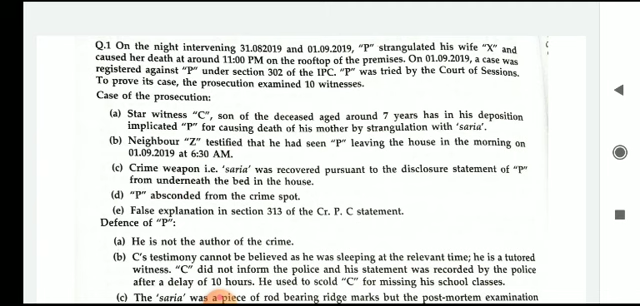 Q.1 On the night intervening 31.082019 and 01.09.2019, "P" strangulated his wife "X" and
caused her death at around 11:00 PM on the rooftop of the premises. On 01.09.2019, a case was
registered against "P" under section 302 of the IPC. "P" was tried by the Court of Sessions.
To prove its case, the prosecution examined 10 witnesses.
Case of the prosecution:
(a) Star witness "C", son of the deceased aged around 7 years has in his deposition
implicated "P" for causing death of his mother by strangulation with 'saria'.
(b) Neighbour "Z" testified that he had seen "P" leaving the house in the morning on
01.09.2019 at 6:30 AM.
(c) Crime weapon i.e. 'saria' was recovered pursuant to the disclosure statement of "P"
from underneath the bed in the house.
(d) "P" absconded from the crime spot.
(e) False explanation in section 313 of the Cr. P. C statement.
Defence of "P":
(a) He is not the author of the crime.
(b) C's testimony cannot be believed as he was sleeping at the relevant time; he is a tutored
witness. "C" did not inform the police and his statement was recorded by the police
after a delay of 10 hours. He used to scold "C" for missing his school classes.
(c) The 'saria' was a piece of rod bearing ridge marks but the post-mortem examination